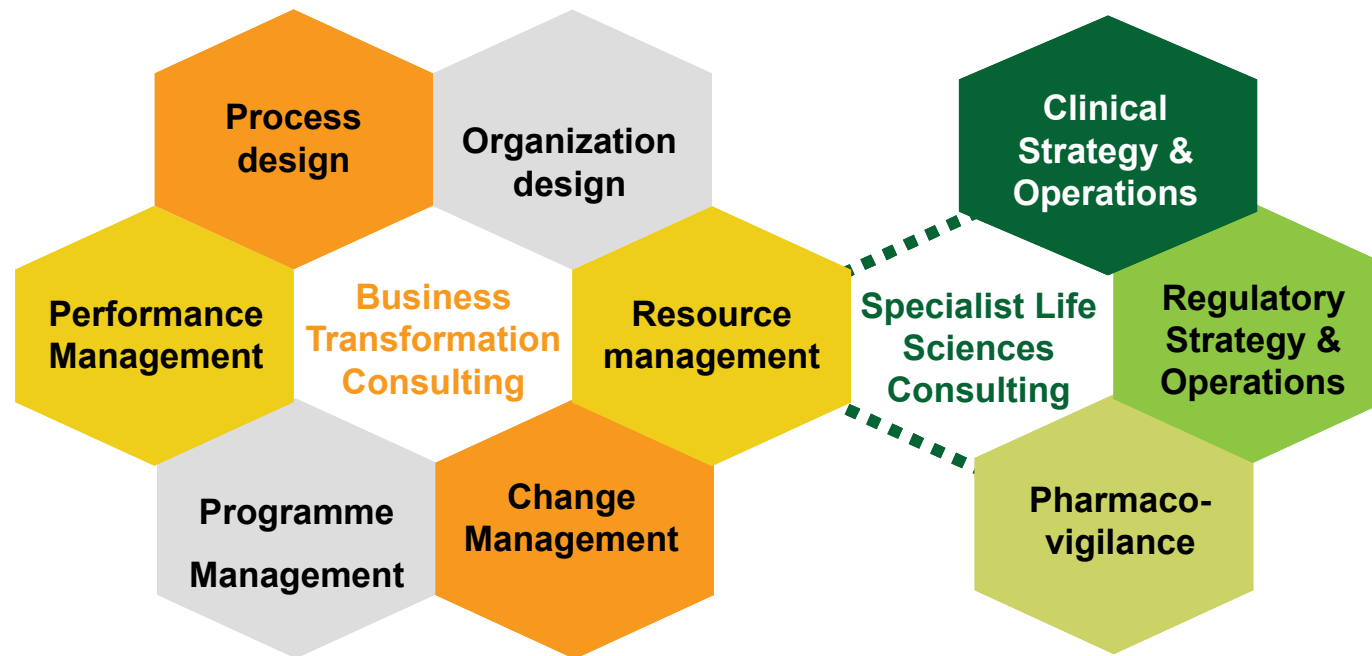 Process
design
Organization
design
Performance
Management
Business
Transformation
Consulting
Resource
management
Programme
Management
Change
Management
Clinical
Strategy &
Operations
Specialist Life
Sciences
Consulting
Regulatory
Strategy &
Operations
Pharmaco-
vigilance